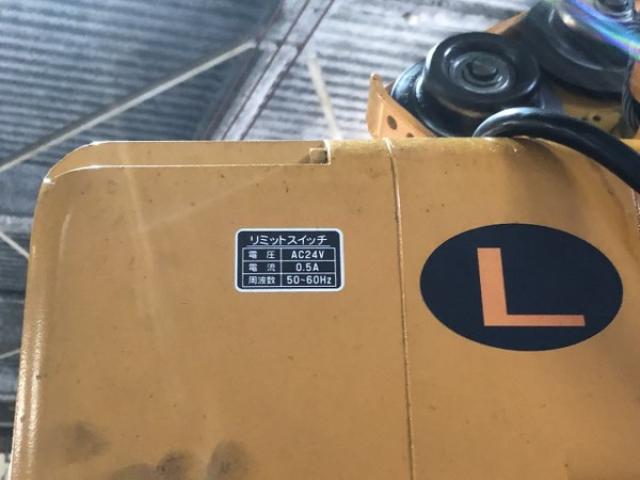 リミットスイッチ
電圧 AC24V
電流 0.5A
周波数 50~60Hz
L